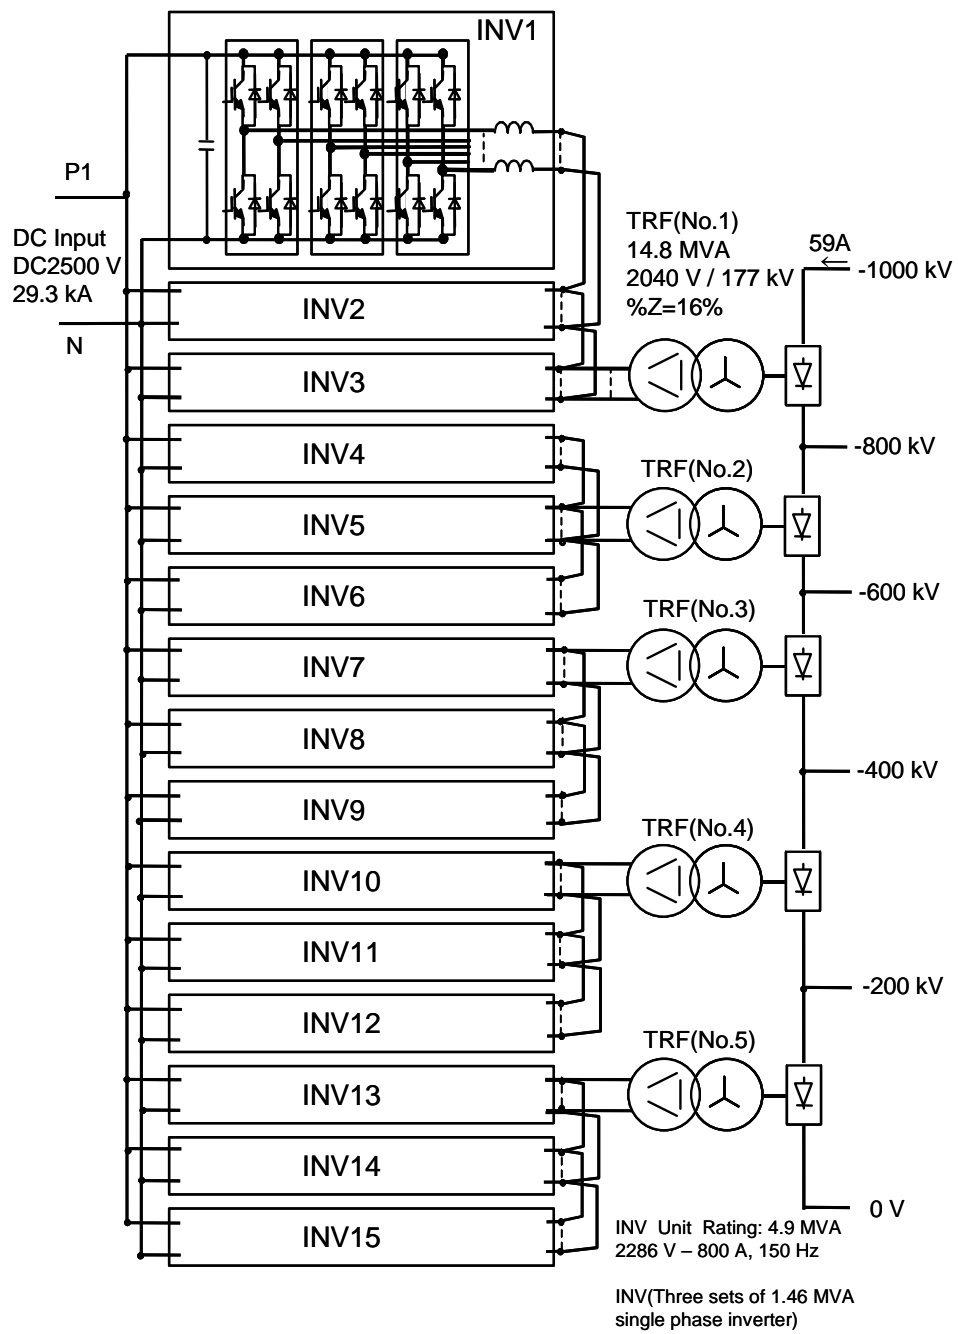 INV1
P1
DC Input
DC2500 V
29.3 kA
N
TRF(No.1)
14.8 MVA
2040 V / 177 kV
%Z=16%
59A
-1000 kV
INV2
INV3
-800 kV
INV4
TRF(No.2)
INV5
INV6
-600 kV
TRF(No.3)
INV7
INV8
-400 kV
INV9
TRF(No.4)
INV10
INV11
-200 kV
INV12
TRF(No.5)
INV13
INV14
0 V
INV15
INV Unit Rating: 4.9 MVA
2286 V – 800 A, 150 Hz
INV(Three sets of 1.46 MVA
single phase inverter)